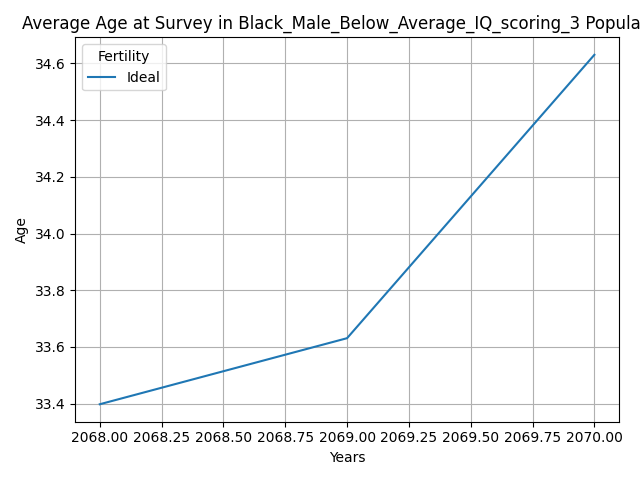 Average Age at Survey in Black_Male_Below_Average_IQ_scoring_3 Popula
Fertility
Ideal
34.6
34.4
34.2
34.0
33.8
33.6
33.4
Age
2068.00 2068.25 2068.50 2068.75 2069.00 2069.25 2069.50 2069.75 2070.00
Years